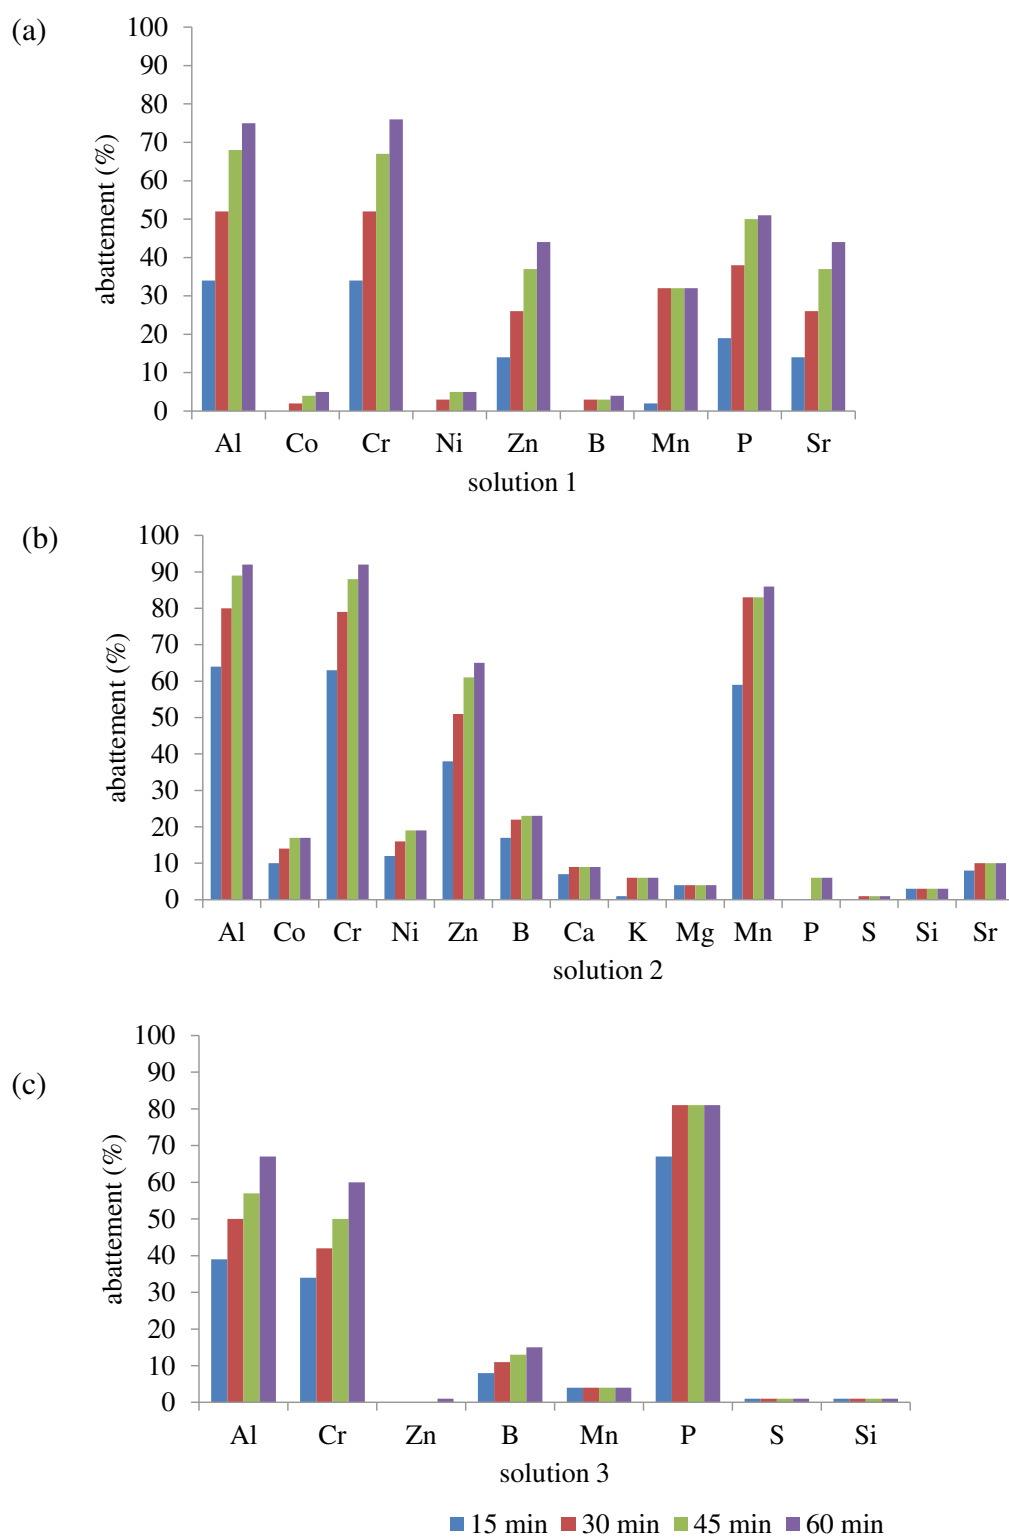 (a)
abattement (%)
100
90
80
70
60
50
40
30
20
10
0
Al Co Cr Ni Zn B Mn P Sr
solution 1
(b)
abattement (%)
100
90
80
70
60
50
40
30
20
10
0
Al Co Cr Ni Zn B Ca K Mg Mn P S Si Sr
solution 2
(c)
abattement (%)
100
90
80
70
60
50
40
30
20
10
0
Al Cr Zn B Mn P S Si
solution 3
15 min 30 min 45 min 60 min